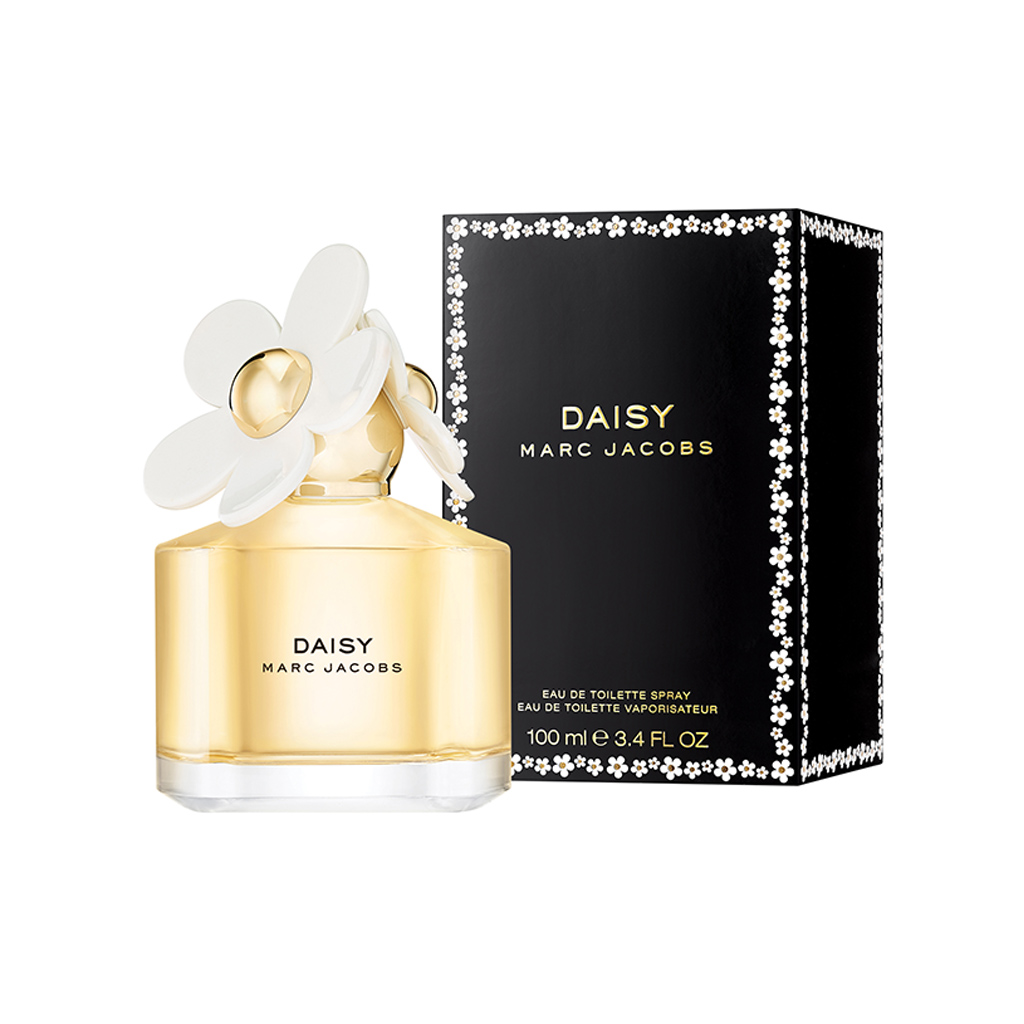 DAISY
MARC JACOBS
DAISY
MARC JACOBS
EAU DE TOILETTE SPRAY
EAU DE TOILETTE VAPORISATEUR
100 ml ℮ 3.4 FL OZ